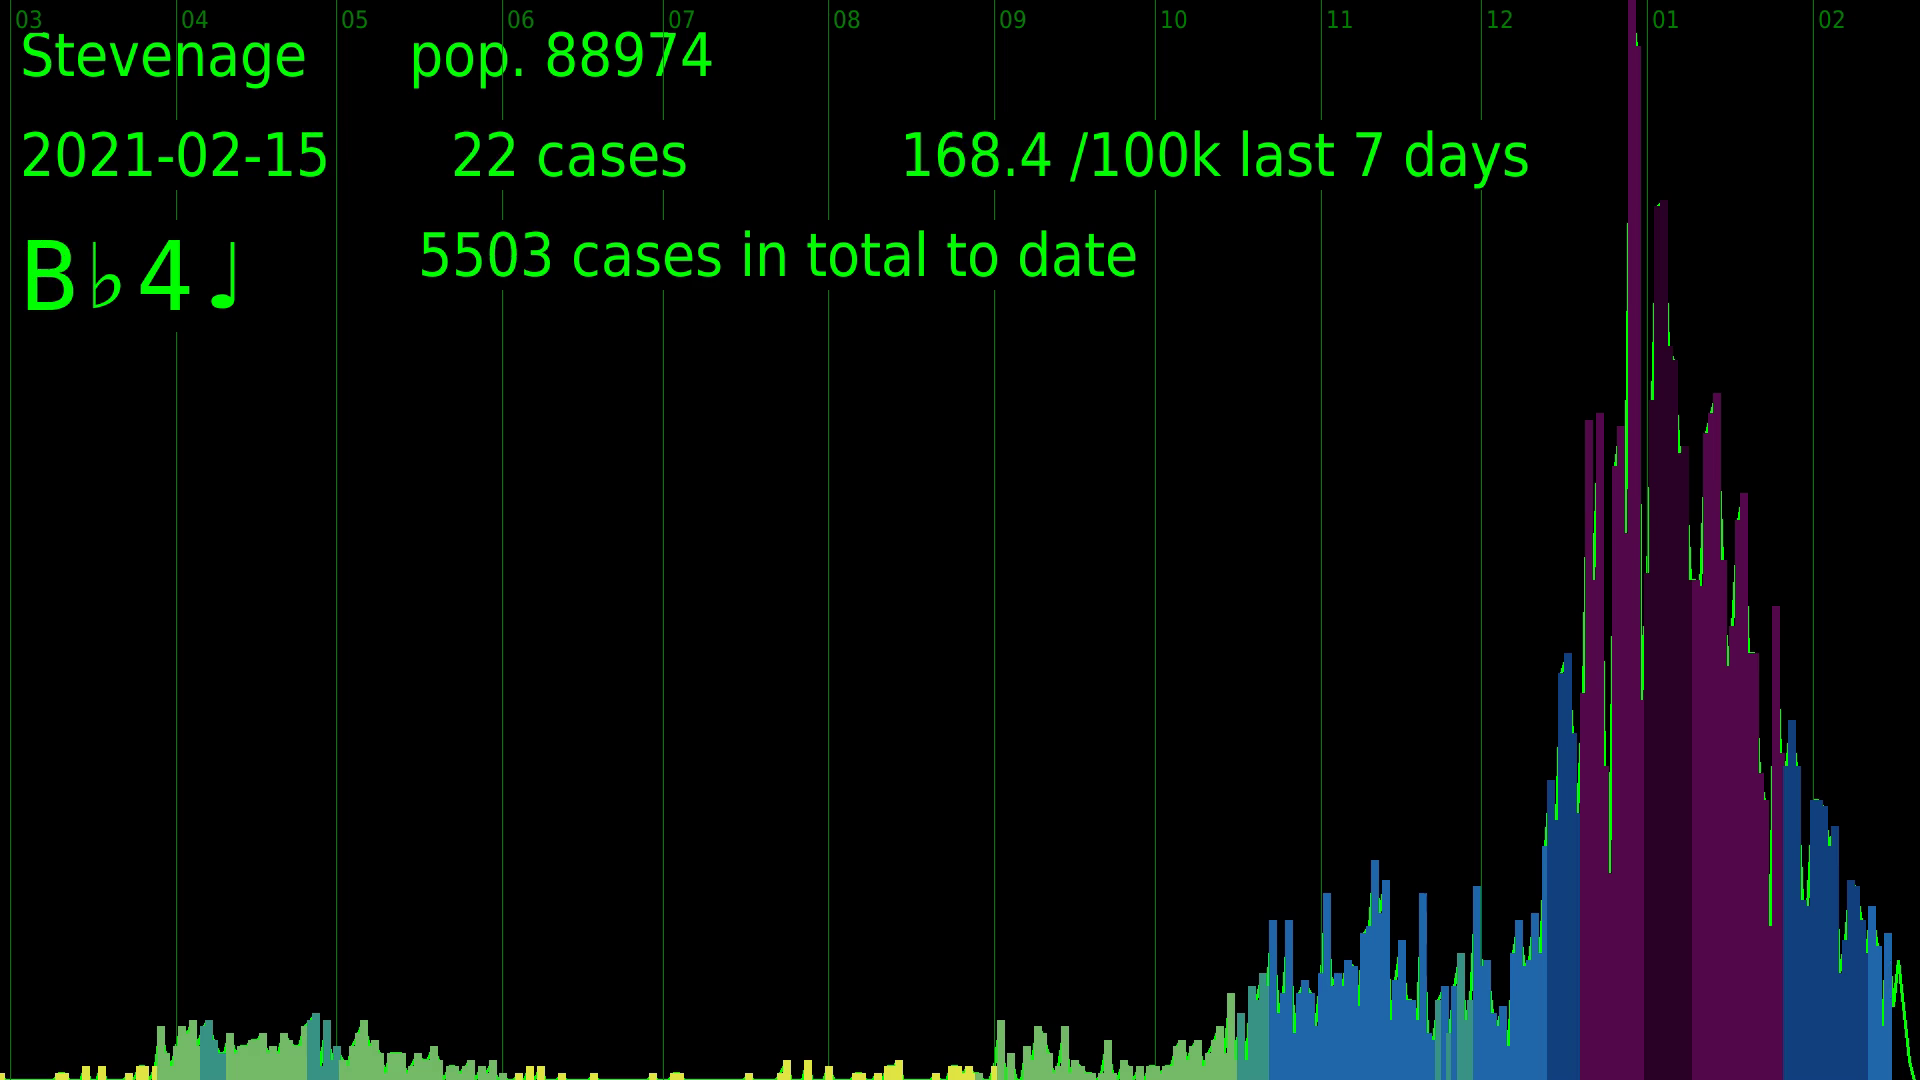 03 04 05 06 07 08 09 10 11 12 01 02
Stevenage pop. 88974
2021-02-15 22 cases 168.4 /100k last 7 days
B♭4♩ 5503 cases in total to date